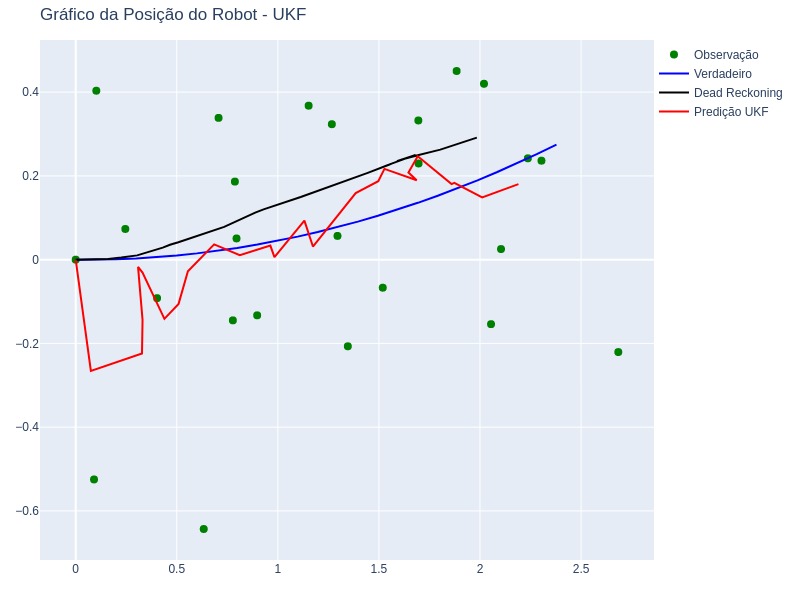 Gráfico da Posição do Robot - UKF
Observação
Verdadeiro
Dead Reckoning
Predição UKF
0.4
0.2
0
−0.2
−0.4
−0.6
0
0.5
1
1.5
2
2.5